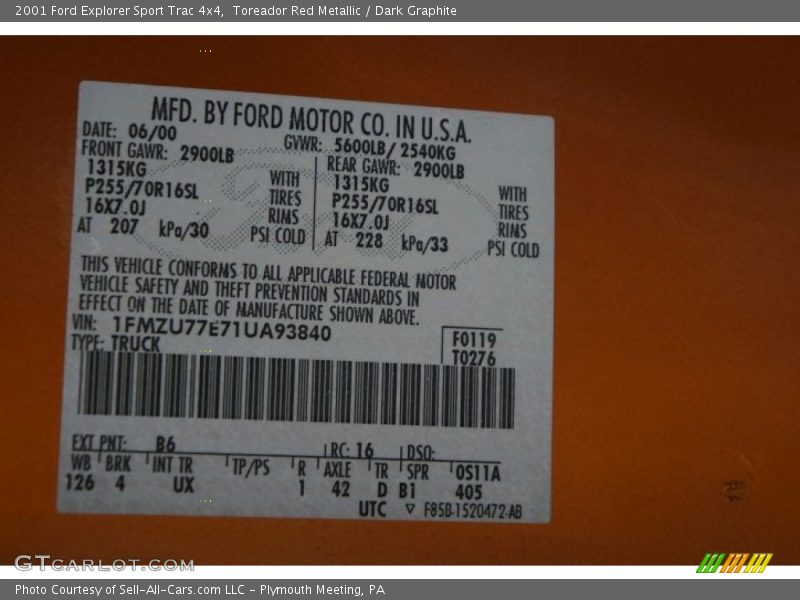 2001 Ford Explorer Sport Trac 4x4,  Toreador Red Metallic / Dark Graphite
MFD. BY FORD MOTOR CO. IN U.S.A.
DATE: 06/00 GVWR: 5600LB/ 2540KG
FRONT GAWR: 2900LB REAR GAWR: 2900LB
1315KG WITH 1315KG WITH
P255/70R16SL TIRES P255/70R16SL TIRES
16X7.0J RIMS 16X7.0J RIMS
AT 207 kPa/30 PSI COLD AT 228 kPa/33 PSI COLD
THIS VEHICLE CONFORMS TO ALL APPLICABLE FEDERAL MOTOR
VEHICLE SAFETY AND THEFT PREVENTION STANDARDS IN
EFFECT ON THE DATE OF MANUFACTURE SHOWN ABOVE.
VIN: 1FMZU77E71UA93840 F0119
TYPE: TRUCK T0276
EXT PNT: B6 RC: 16 DSO:
WB BRK INT TR TP/PS R AXLE TR SPR 0S11A
126 4 UX 1 42 D B1 405
UTC ▽ F85B-1520472-AB
GTCARLOT.COM
Photo Courtesy of Sell-All-Cars.com LLC - Plymouth Meeting, PA